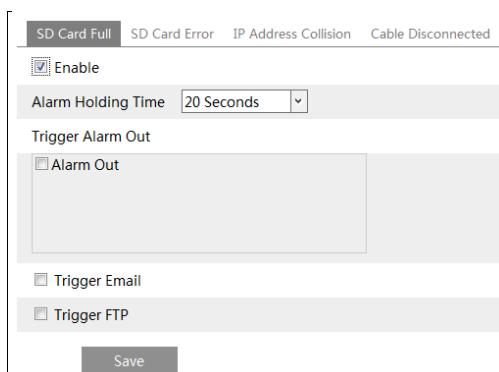 SD Card Full SD Card Error IP Address Collision Cable Disconnected
Enable
Alarm Holding Time 20 Seconds
Trigger Alarm Out
Alarm Out
Trigger Email
Trigger FTP
Save